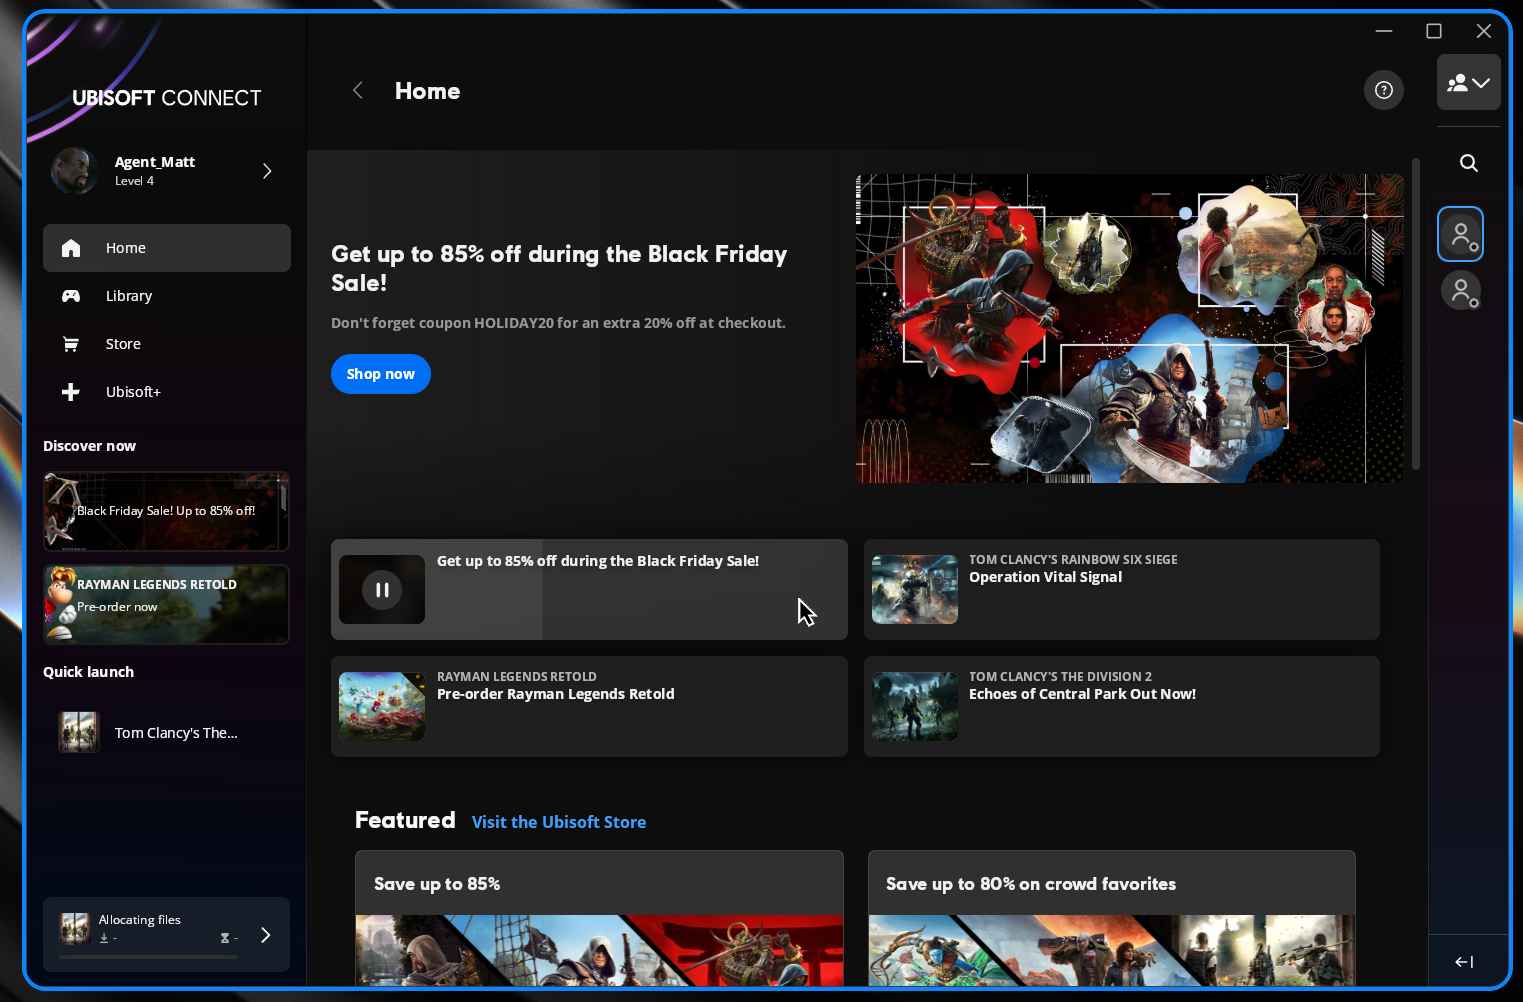 UBISOFT CONNECT
Agent_Matt
Level 4
Home
Library
Store
Ubisoft+
Discover now
Black Friday Sale! Up to 85% off!
RAYMAN LEGENDS RETOLD
Pre-order now
Quick launch
Tom Clancy's The...
Allocating files
-
-
Home
Get up to 85% off during the Black Friday
Sale!
Don't forget coupon HOLIDAY20 for an extra 20% off at checkout.
Shop now
Get up to 85% off during the Black Friday Sale!
TOM CLANCY'S RAINBOW SIX SIEGE
Operation Vital Signal
RAYMAN LEGENDS RETOLD
Pre-order Rayman Legends Retold
TOM CLANCY'S THE DIVISION 2
Echoes of Central Park Out Now!
Featured Visit the Ubisoft Store
Save up to 85%
Save up to 80% on crowd favorites